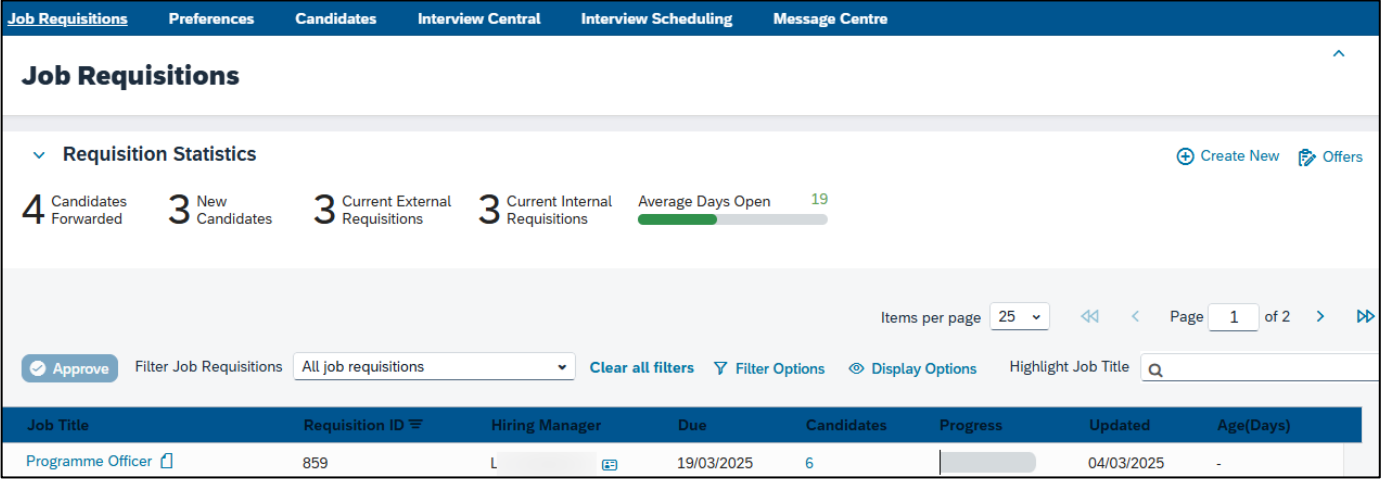 Job Requisitions Preferences Candidates Interview Central Interview Scheduling Message Centre
Job Requisitions
Requisition Statistics Create New Offers
4 Candidates Forwarded 3 New Candidates 3 Current External Requisitions 3 Current Internal Requisitions Average Days Open 19
Items per page 25 Page 1 of 2
Approve Filter Job Requisitions All job requisitions Clear all filters Filter Options Display Options Highlight Job Title
Job Title Requisition ID Hiring Manager Due Candidates Progress Updated Age(Days)
Programme Officer 859 L 19/03/2025 6 04/03/2025 -